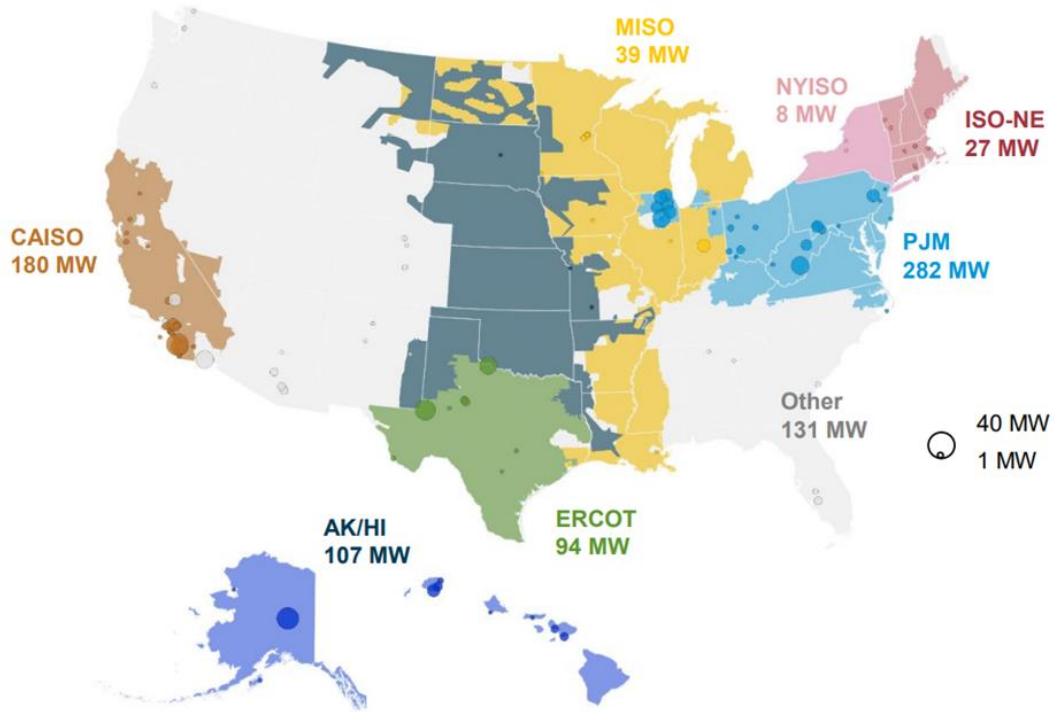 MISO
39 MW
NYISO
8 MW
ISO-NE
27 MW
CAISO
180 MW
PJM
282 MW
Other
131 MW
40 MW
1 MW
AK/HI
107 MW
ERCOT
94 MW